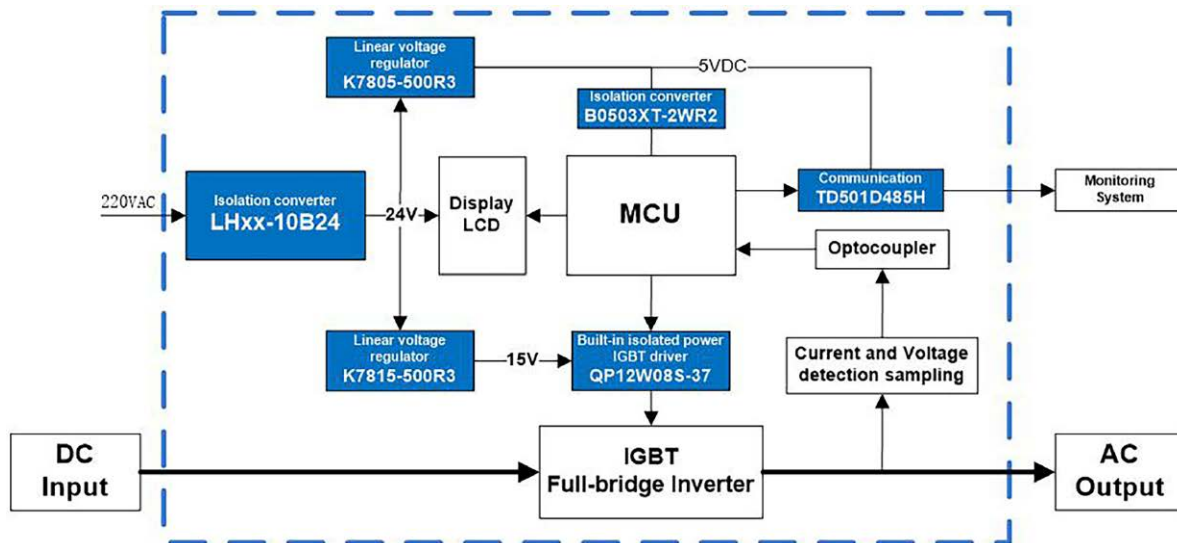 Linear voltage
regulator
K7805-500R3
5VDC
Isolation converter
B0503XT-2WR2
220VAC
Isolation converter
LHxx-10B24
24V
Display
LCD
MCU
Communication
TD501D485H
Monitoring
System
Optocoupler
Linear voltage
regulator
K7815-500R3
15V
Built-in isolated power
IGBT driver
QP12W08S-37
Current and Voltage
detection sampling
DC
Input
IGBT
Full-bridge Inverter
AC
Output